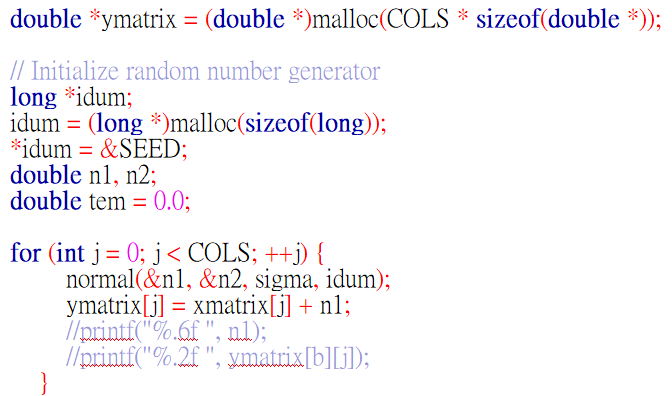 double *ymatrix = (double *)malloc(COLS * sizeof(double *));
// Initialize random number generator
long *idum;
idum = (long *)malloc(sizeof(long));
*idum = &SEED;
double n1, n2;
double tem = 0.0;
for (int j = 0; j < COLS; ++j) {
normal(&n1, &n2, sigma, idum);
ymatrix[j] = xmatrix[j] + n1;
//printf("%.6f ", n1);
//printf("%.2f ", ymatrix[b][j]);
}